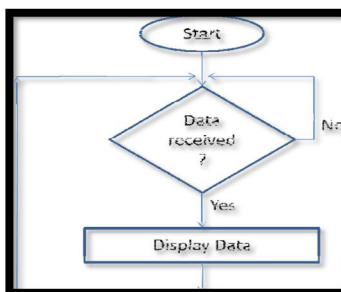 Start
Data
received
?
No
Yes
Display Data